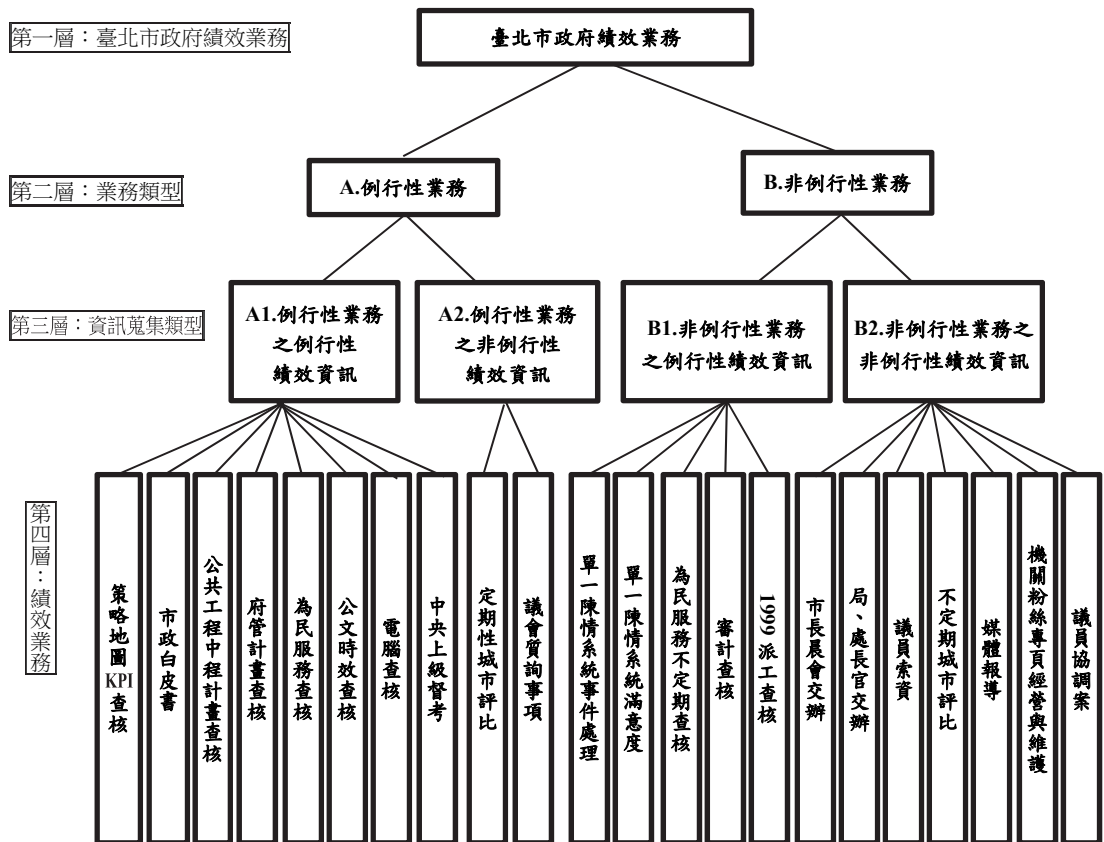 第一層：臺北市政府績效業務
臺北市政府績效業務
第二層：業務類型
A.例行性業務
B.非例行性業務
第三層：資訊蒐集類型
A1.例行性業務
之例行性
績效資訊
A2.例行性業務
之非例行性
績效資訊
B1.非例行性業務
之例行性績效資訊
B2.非例行性業務之
非例行性績效資訊
第四層：績效業務
策略地圖KPI查核
市政白皮書
公共工程中程計畫查核
府管計畫查核
為民服務查核
公文時效查核
電腦查核
中央上級督考
定期性城市評比
議會質詢事項
單一陳情系統事件處理
單一陳情系統滿意度
為民服務不定期查核
審計查核
1999派工查核
市長晨會交辦
局、處長官交辦
議員索資
不定期城市評比
媒體報導
機關粉絲專頁經營與維護
議員協調案